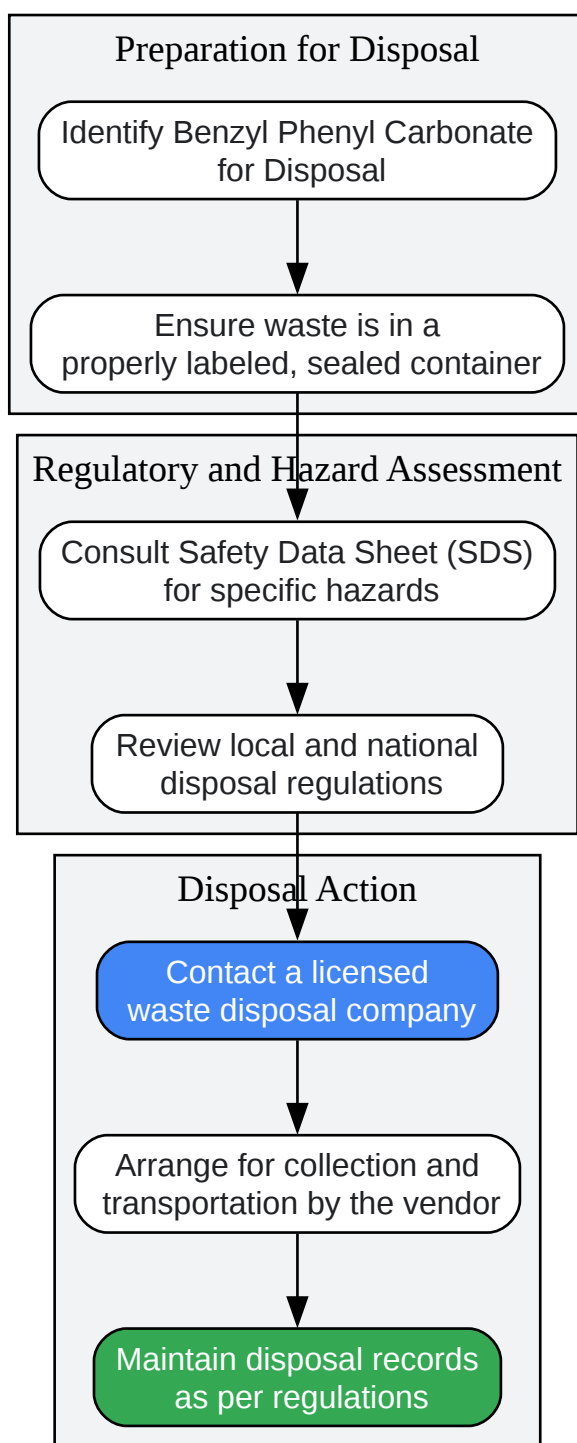 Preparation for Disposal
Identify Benzyl Phenyl Carbonate
for Disposal
Ensure waste is in a
properly labeled, sealed container
Regulatory and Hazard Assessment
Consult Safety Data Sheet (SDS)
for specific hazards
Review local and national
disposal regulations
Disposal Action
Contact a licensed
waste disposal company
Arrange for collection and
transportation by the vendor
Maintain disposal records
as per regulations